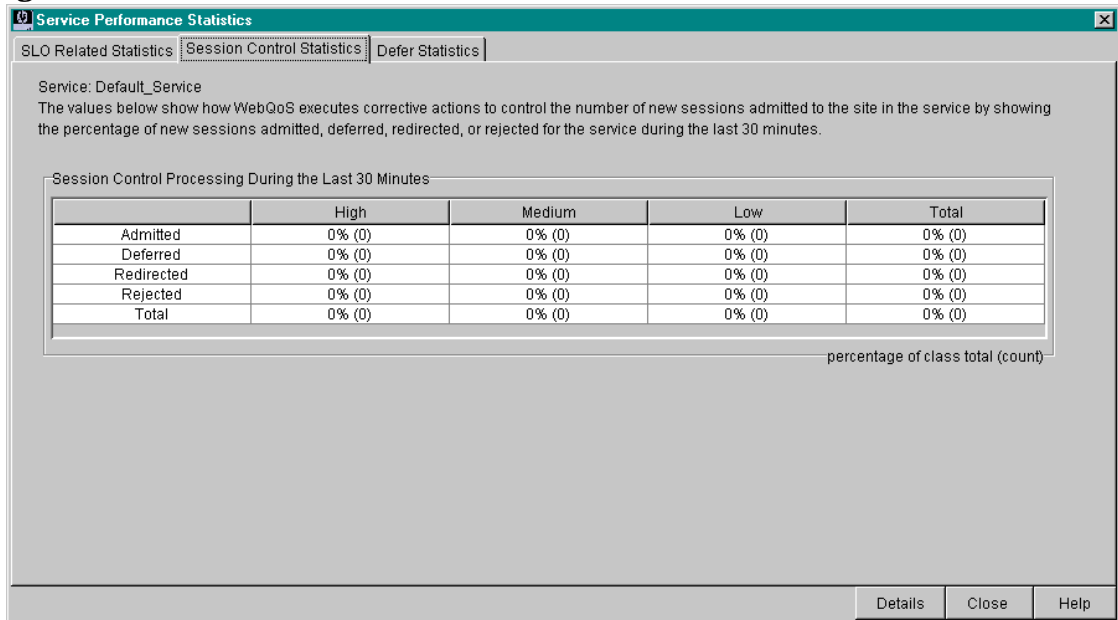 Service Performance Statistics
SLO Related Statistics Session Control Statistics Defer Statistics
Service: Default_Service
The values below show how WebQoS executes corrective actions to control the number of new sessions admitted to the site in the service by showing
the percentage of new sessions admitted, deferred, redirected, or rejected for the service during the last 30 minutes.
Session Control Processing During the Last 30 Minutes
High Medium Low Total
Admitted 0% (0) 0% (0) 0% (0) 0% (0)
Deferred 0% (0) 0% (0) 0% (0) 0% (0)
Redirected 0% (0) 0% (0) 0% (0) 0% (0)
Rejected 0% (0) 0% (0) 0% (0) 0% (0)
Total 0% (0) 0% (0) 0% (0) 0% (0)
percentage of class total (count)
Details Close Help